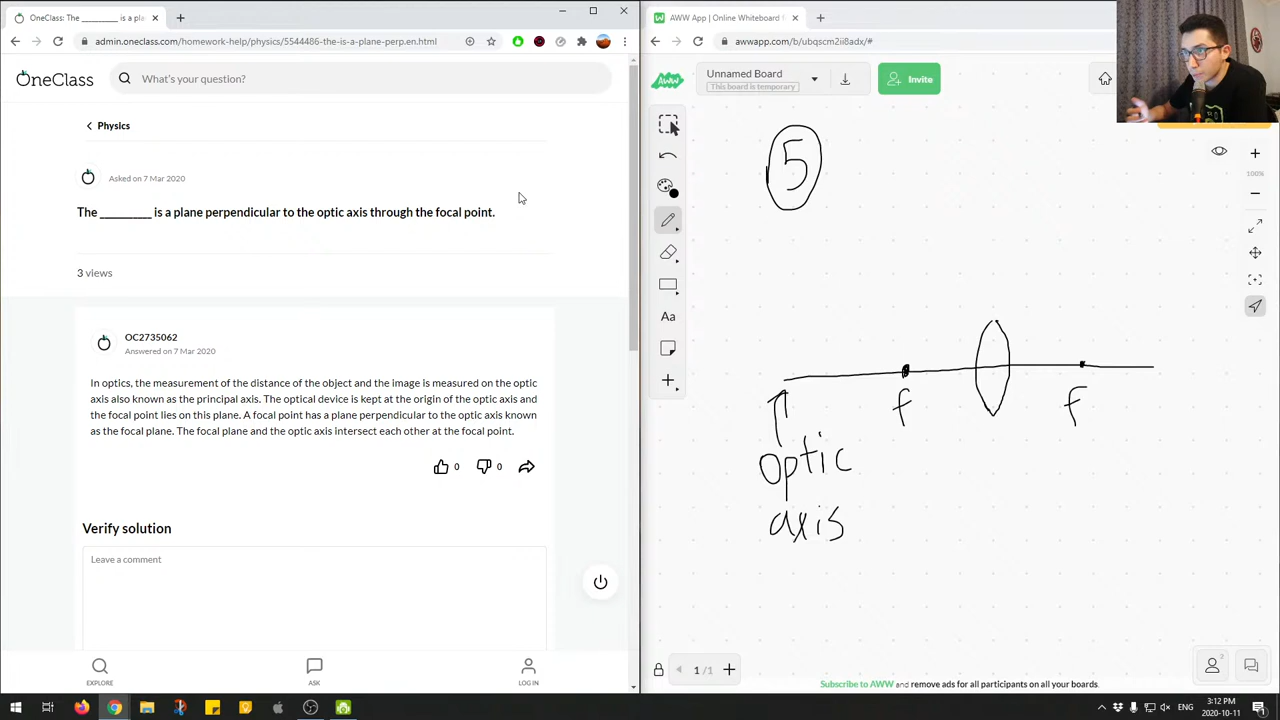 OneClass: The __________ is a pla
AWW App | Online Whiteboard f
admin.oneclass.com/homework-help/physics/5544486-the-is-a-plane-perp.en.html
awwapp.com/b/ubqscm2ii8adx/#
OneClass
What's your question?
Unnamed Board
This board is temporary
Invite
Physics
Asked on 7 Mar 2020
The __________ is a plane perpendicular to the optic axis through the focal point.
3 views
OC2735062
Answered on 7 Mar 2020
In optics, the measurement of the distance of the object and the image is measured on the optic
axis also known as the principal axis. The optical device is kept at the origin of the optic axis and
the focal point lies on this plane. A focal point has a plane perpendicular to the optic axis known
as the focal plane. The focal plane and the optic axis intersect each other at the focal point.
0
0
Verify solution
Leave a comment
EXPLORE
ASK
LOG IN
5
100%
Aa
f
f
optic
axis
1 / 1
Subscribe to AWW and remove ads for all participants on all your boards.
ENG
3:12 PM
2020-10-11